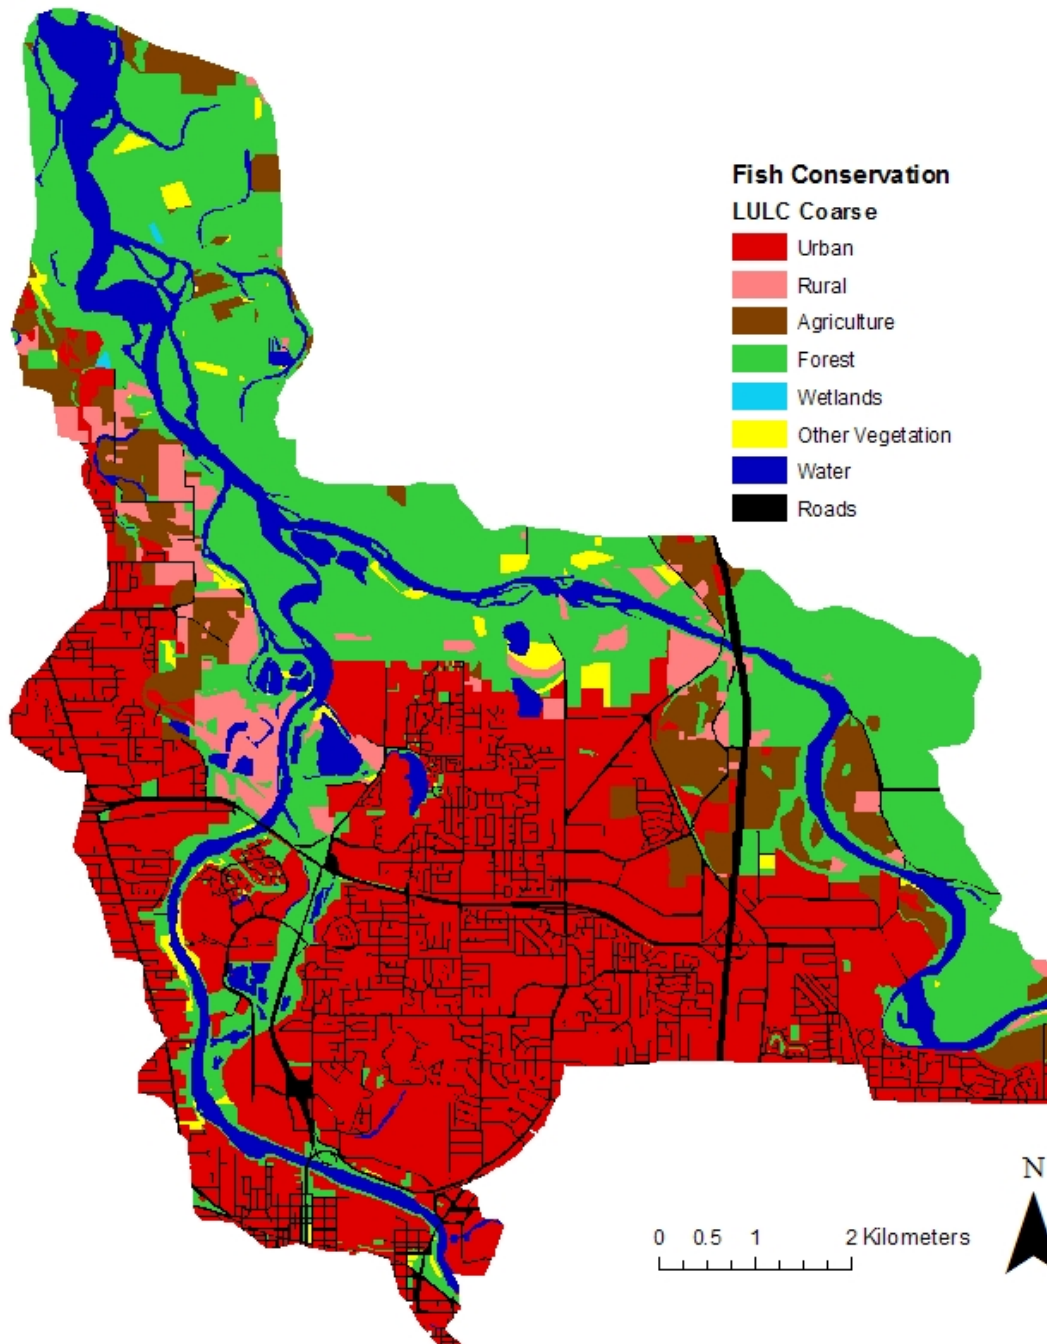 Fish Conservation
LULC Coarse
Urban
Rural
Agriculture
Forest
Wetlands
Other Vegetation
Water
Roads
N
0 0.5 1 2 Kilometers